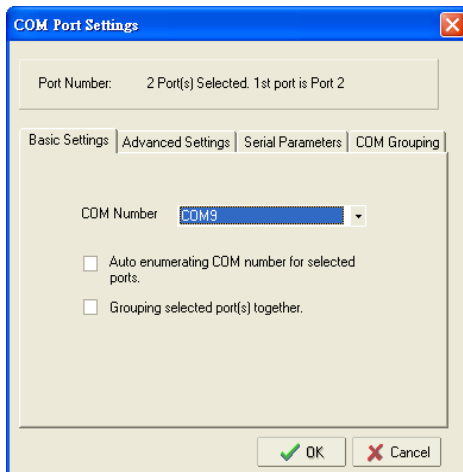 COM Port Settings
Port Number: 2 Port(s) Selected. 1st port is Port 2
Basic Settings Advanced Settings Serial Parameters COM Grouping
COM Number COM9
Auto enumerating COM number for selected
ports.
Grouping selected port(s) together.
OK Cancel